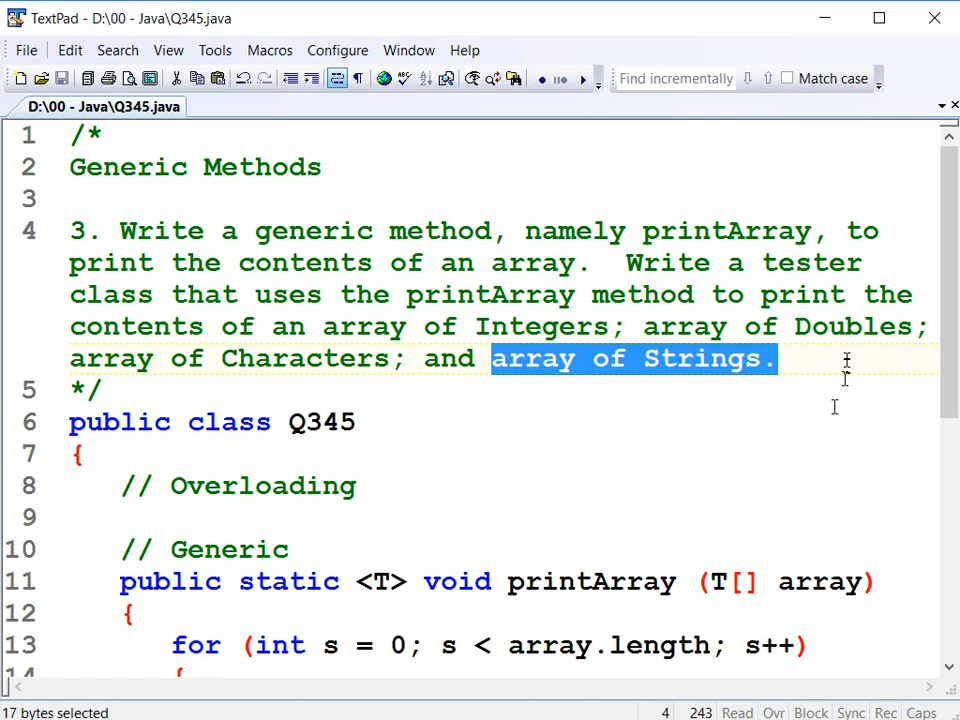 TextPad - D:\00 - Java\Q345.java
File Edit Search View Tools Macros Configure Window Help
Find incrementally Match case
D:\00 - Java\Q345.java
1 /*
2 Generic Methods
3
4 3. Write a generic method, namely printArray, to
print the contents of an array.  Write a tester
class that uses the printArray method to print the
contents of an array of Integers; array of Doubles;
array of Characters; and array of Strings.
5 */
6 public class Q345
7 {
8 // Overloading
9
10 // Generic
11 public static <T> void printArray (T[] array)
12 {
13 for (int s = 0; s < array.length; s++)
14 {
17 bytes selected 4 243 Read Ovr Block Sync Rec Caps